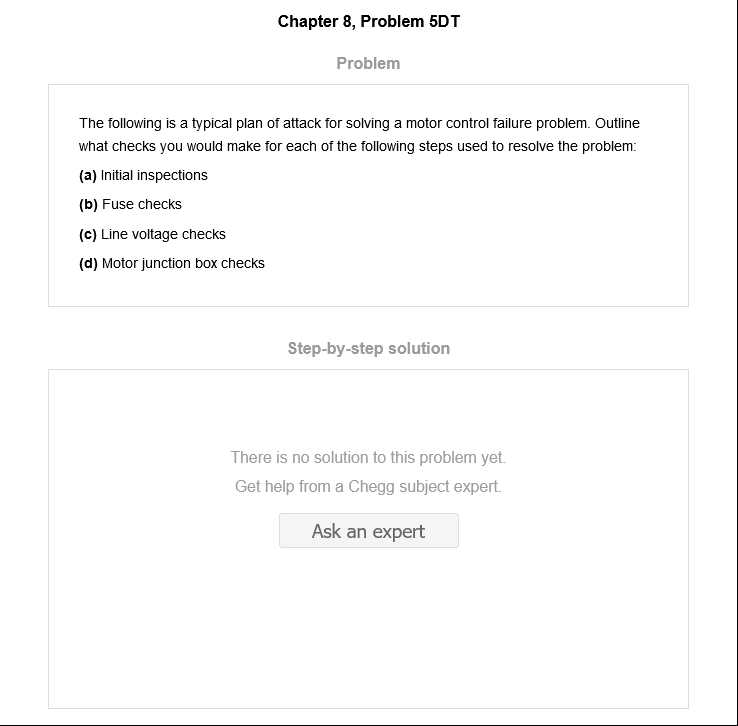 Chapter 8, Problem 5DT
Problem
The following is a typical plan of attack for solving a motor control failure problem. Outline
what checks you would make for each of the following steps used to resolve the problem:
(a) Initial inspections
(b) Fuse checks
(c) Line voltage checks
(d) Motor junction box checks
Step-by-step solution
There is no solution to this problem yet.
Get help from a Chegg subject expert.
Ask an expert